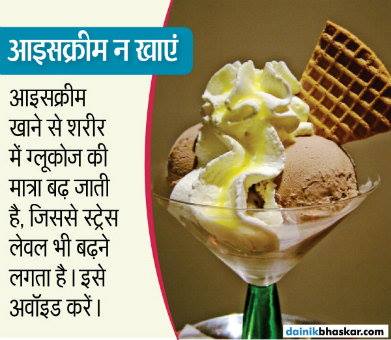 आइसक्रीम न खाएं
आइसक्रीम
खाने से शरीर
में ग्लूकोज की
मात्रा बढ़ जाती
है, जिससे स्ट्रेस
लेवल भी बढ़ने
लगता है। इसे
अवॉइड करें।
dainikbhaskar.com